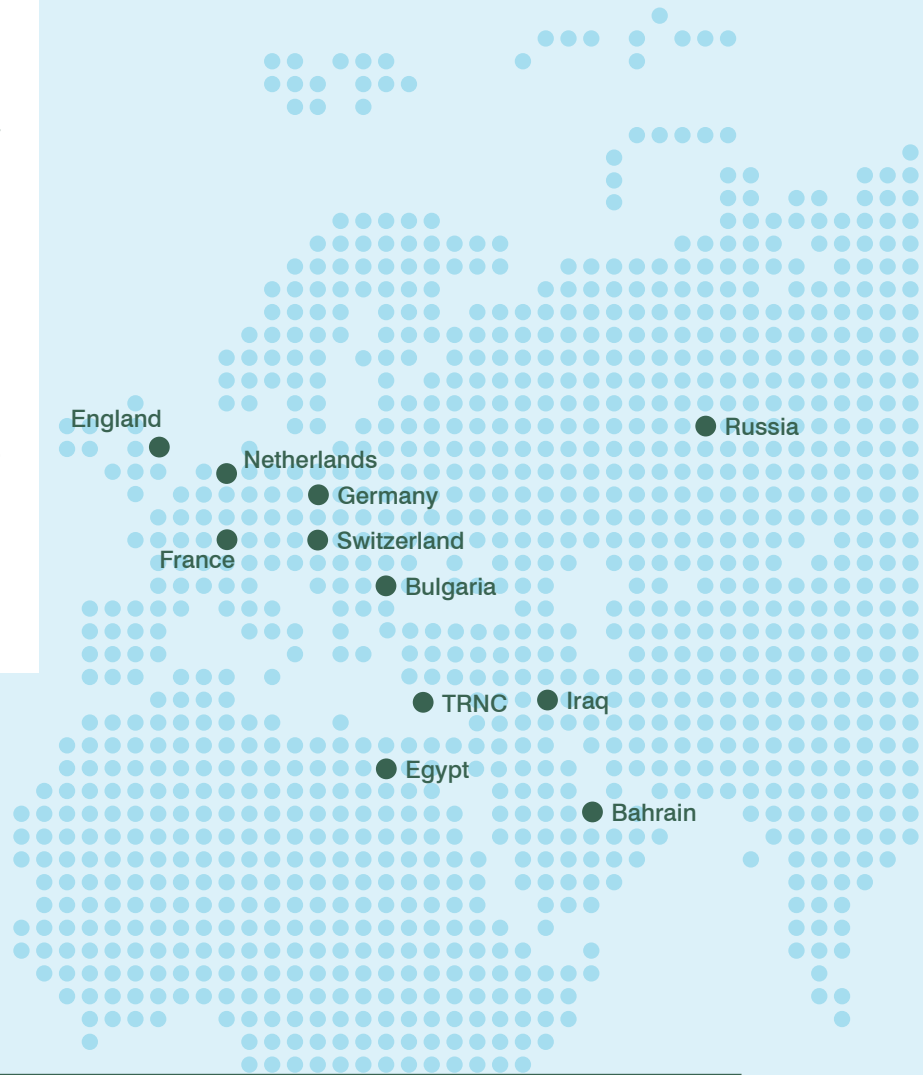 England
Russia
Netherlands
Germany
Switzerland
France
Bulgaria
TRNC
Iraq
Egypt
Bahrain